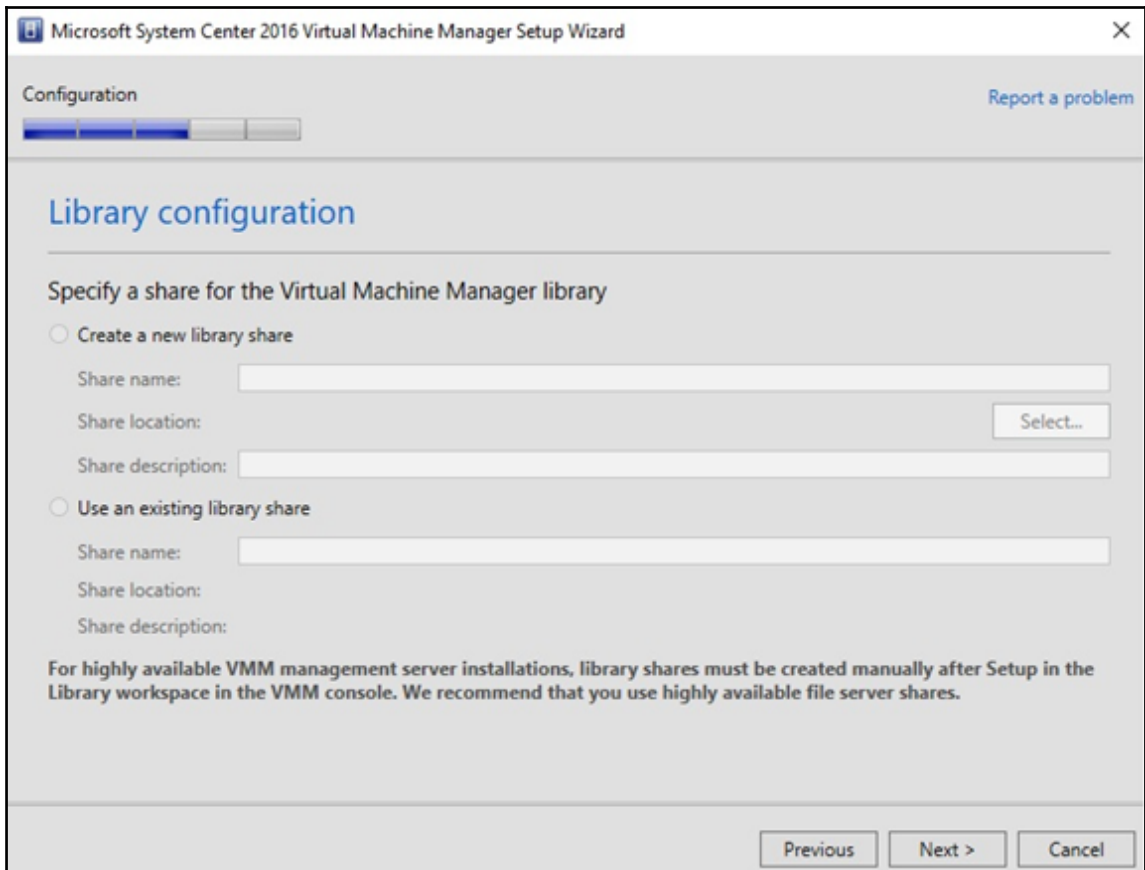 Microsoft System Center 2016 Virtual Machine Manager Setup Wizard
Configuration
Report a problem
Library configuration
Specify a share for the Virtual Machine Manager library
Create a new library share
Share name:
Share location:
Select...
Share description:
Use an existing library share
Share name:
Share location:
Share description:
For highly available VMM management server installations, library shares must be created manually after Setup in the
Library workspace in the VMM console. We recommend that you use highly available file server shares.
Previous
Next >
Cancel